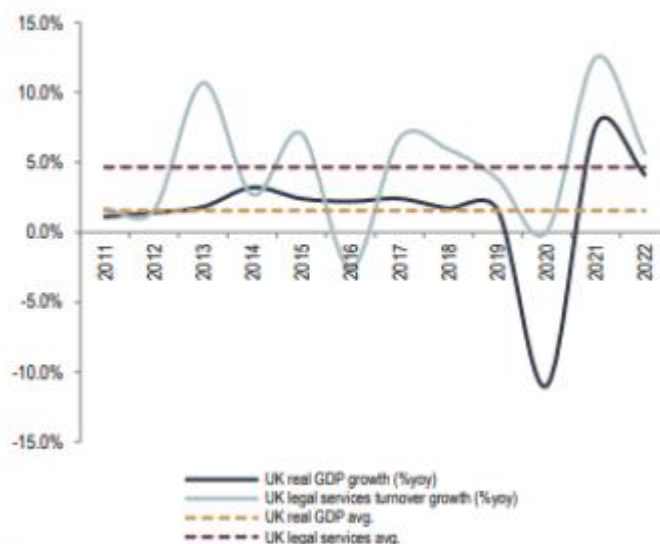 15.0%
10.0%
5.0%
0.0%
-5.0%
-10.0%
-15.0%
2011 2012 2013 2014 2015 2016 2017 2018 2019 2020 2021 2022
UK real GDP growth (%yoy)
UK legal services turnover growth (%yoy)
UK real GDP avg.
UK legal services avg.